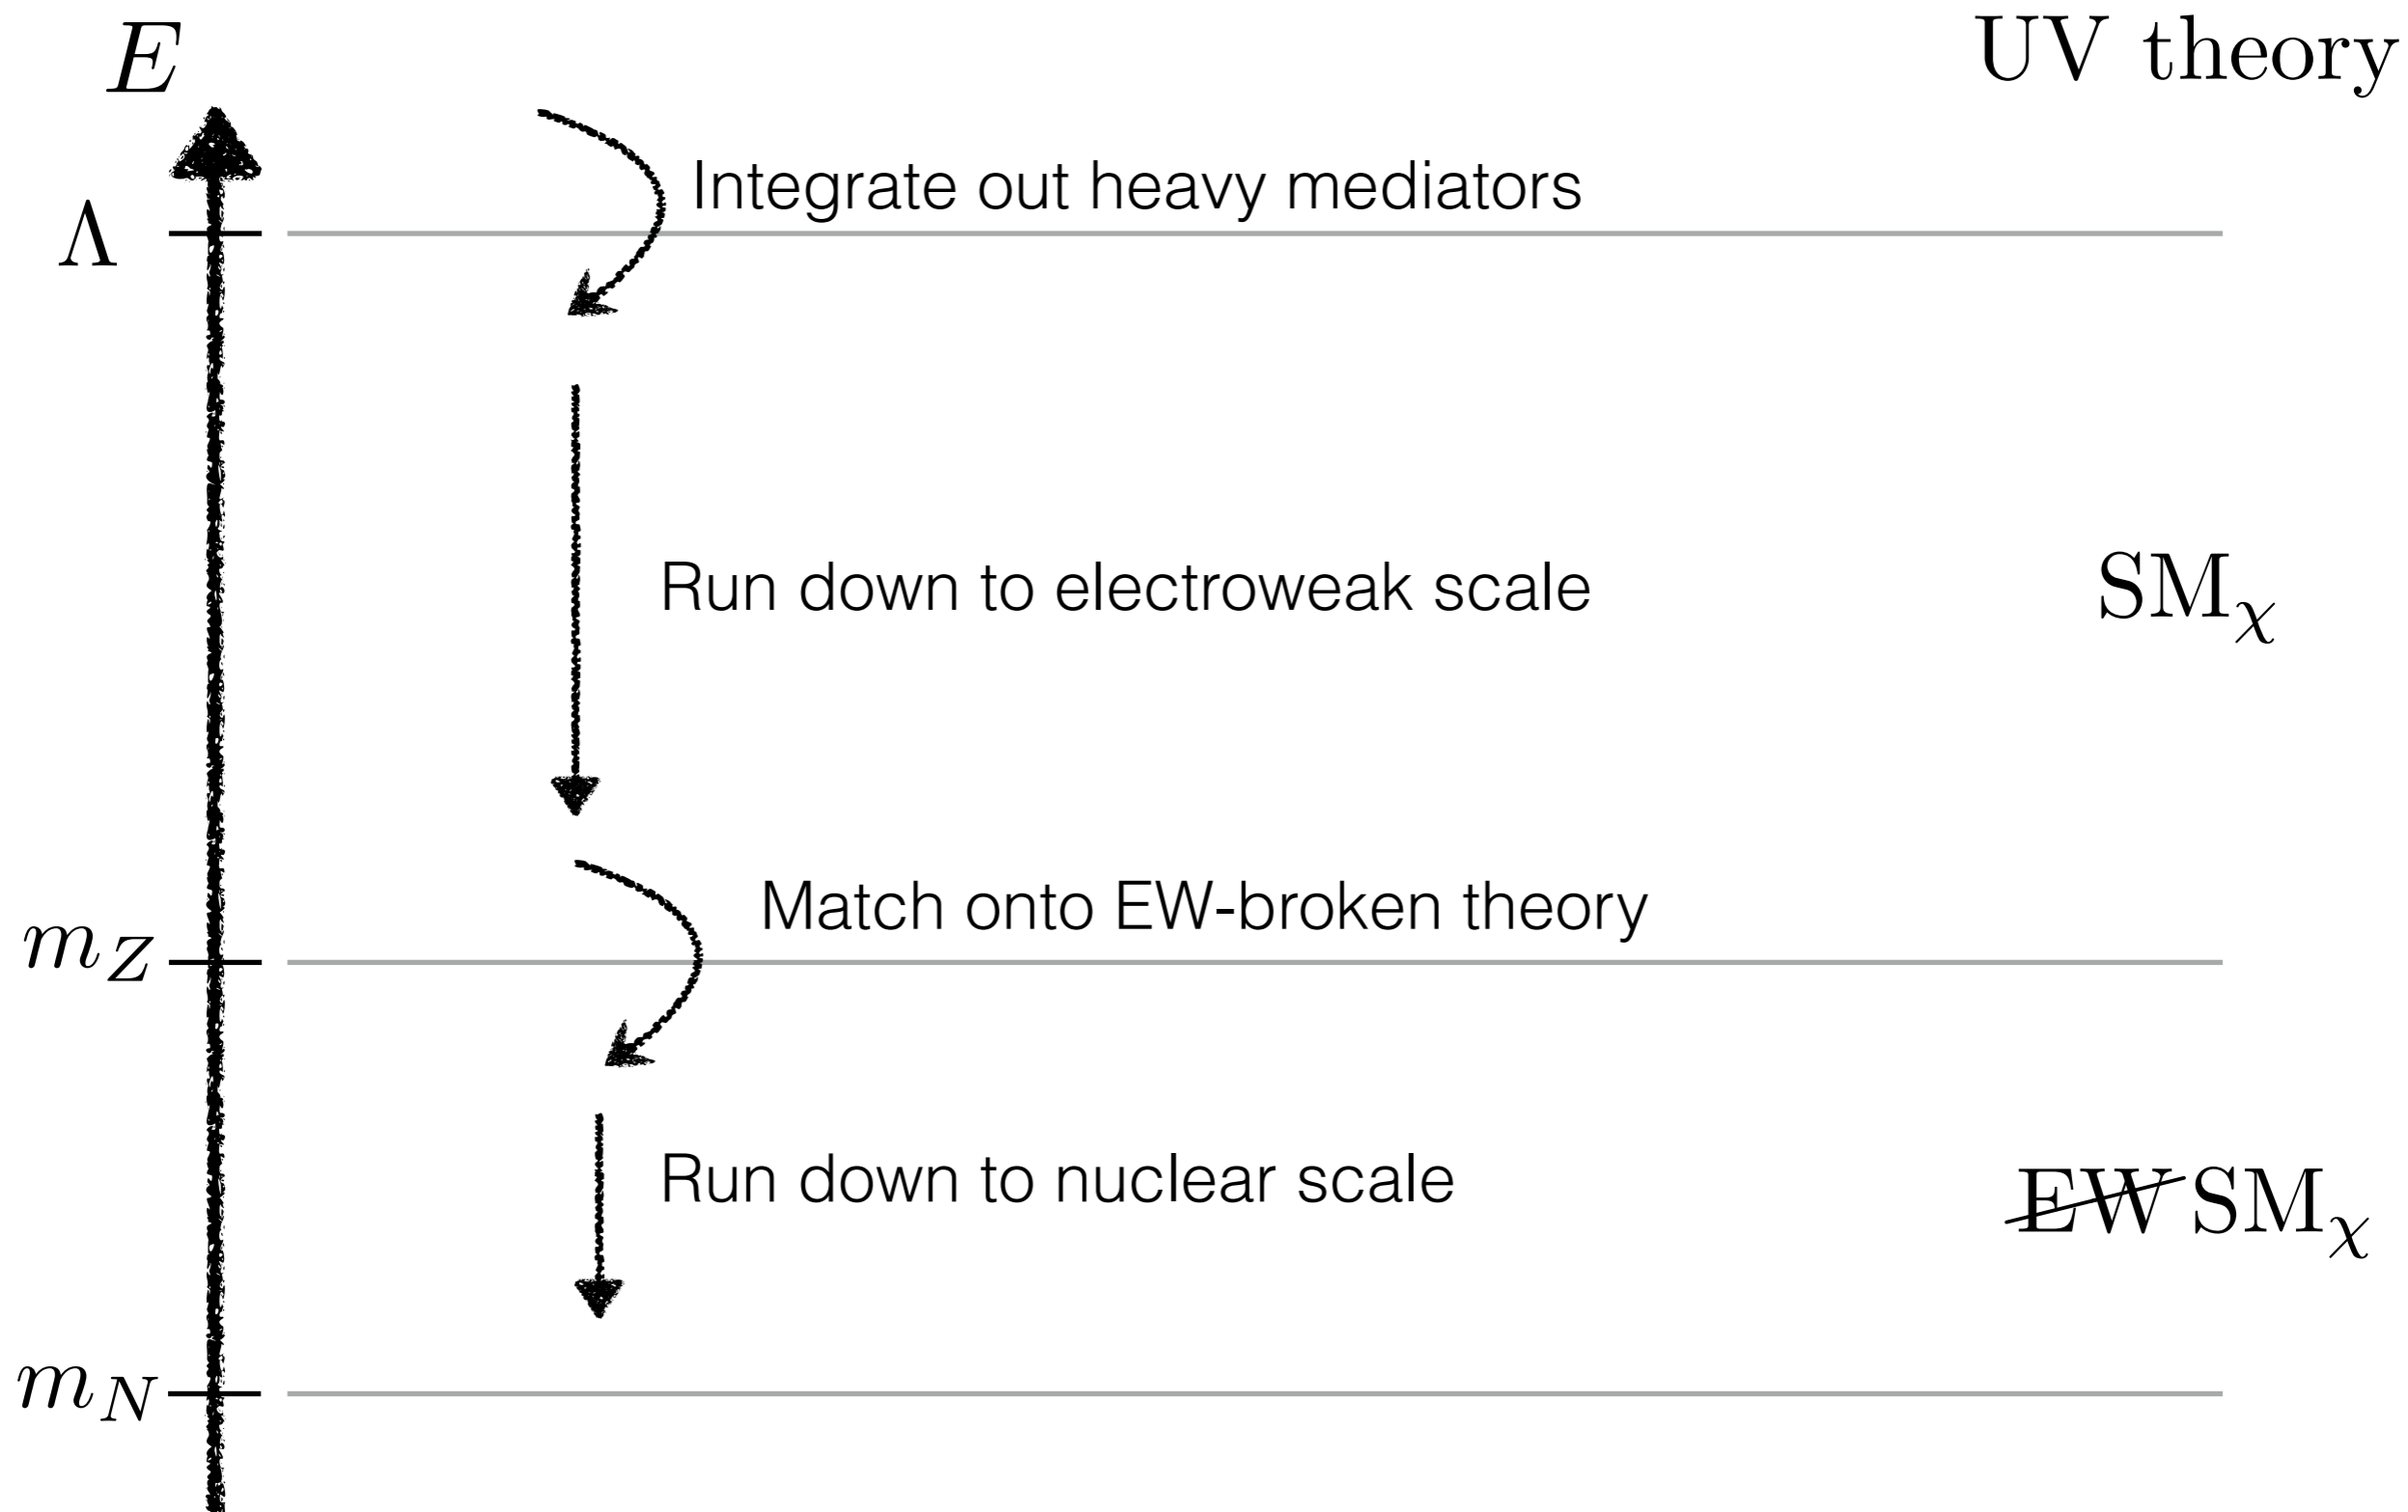 E
UV theory
Integrate out heavy mediators
Λ
Run down to electroweak scale
SMχ
Match onto EW-broken theory
mZ
Run down to nuclear scale
E̶W̶ SMχ
mN